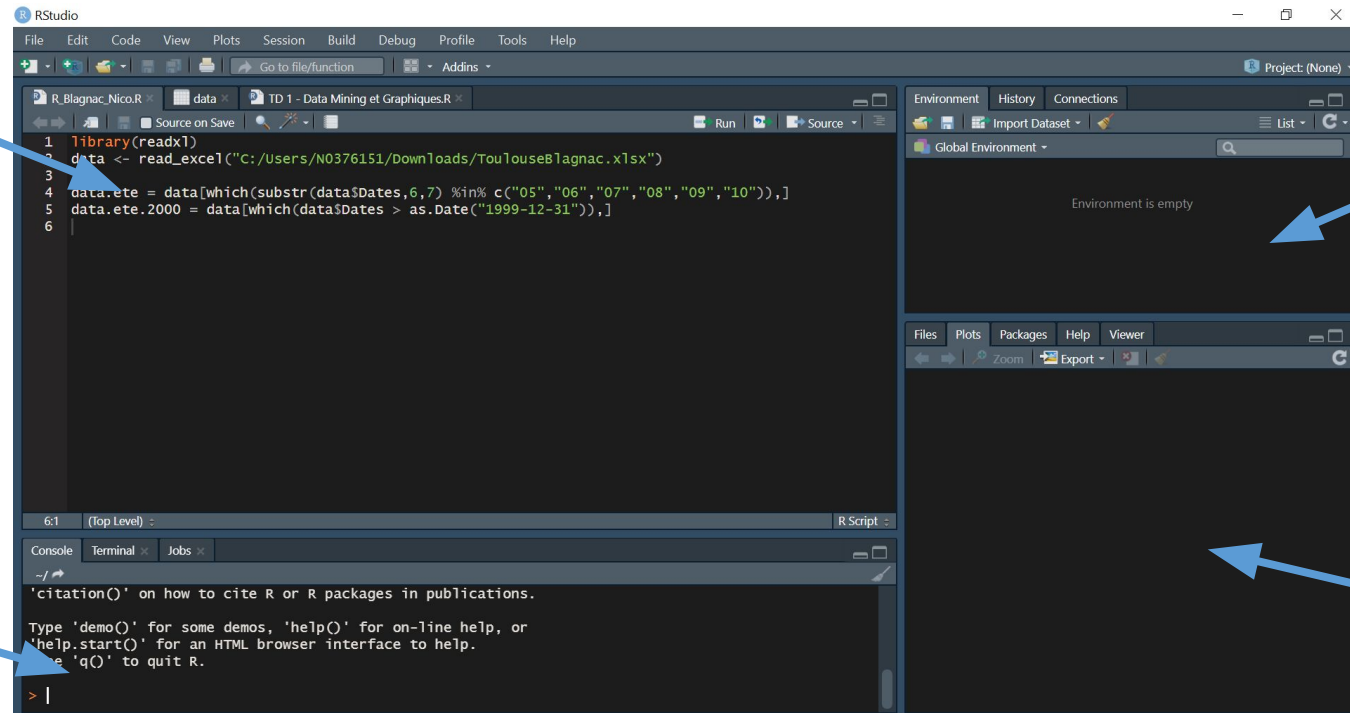 RStudio
File Edit Code View Plots Session Build Debug Profile Tools Help
Go to file/function Addins Project: (None)
R_Blagnac_Nico.R data TD 1 - Data Mining et Graphiques.R
Source on Save Run Source
1 library(readxl)
2 data <- read_excel("C:/Users/N0376151/Downloads/ToulouseBlagnac.xlsx")
3
4 data.ete = data[which(substr(data$Dates,6,7) %in% c("05","06","07","08","09","10")),]
5 data.ete.2000 = data[which(data$Dates > as.Date("1999-12-31")),]
6
6:1 (Top Level) R Script
Console Terminal Jobs
~/
'citation()' on how to cite R or R packages in publications.
Type 'demo()' for some demos, 'help()' for on-line help, or
'help.start()' for an HTML browser interface to help.
'q()' to quit R.
>
Environment History Connections
Import Dataset List
Global Environment
Environment is empty
Files Plots Packages Help Viewer
Zoom Export